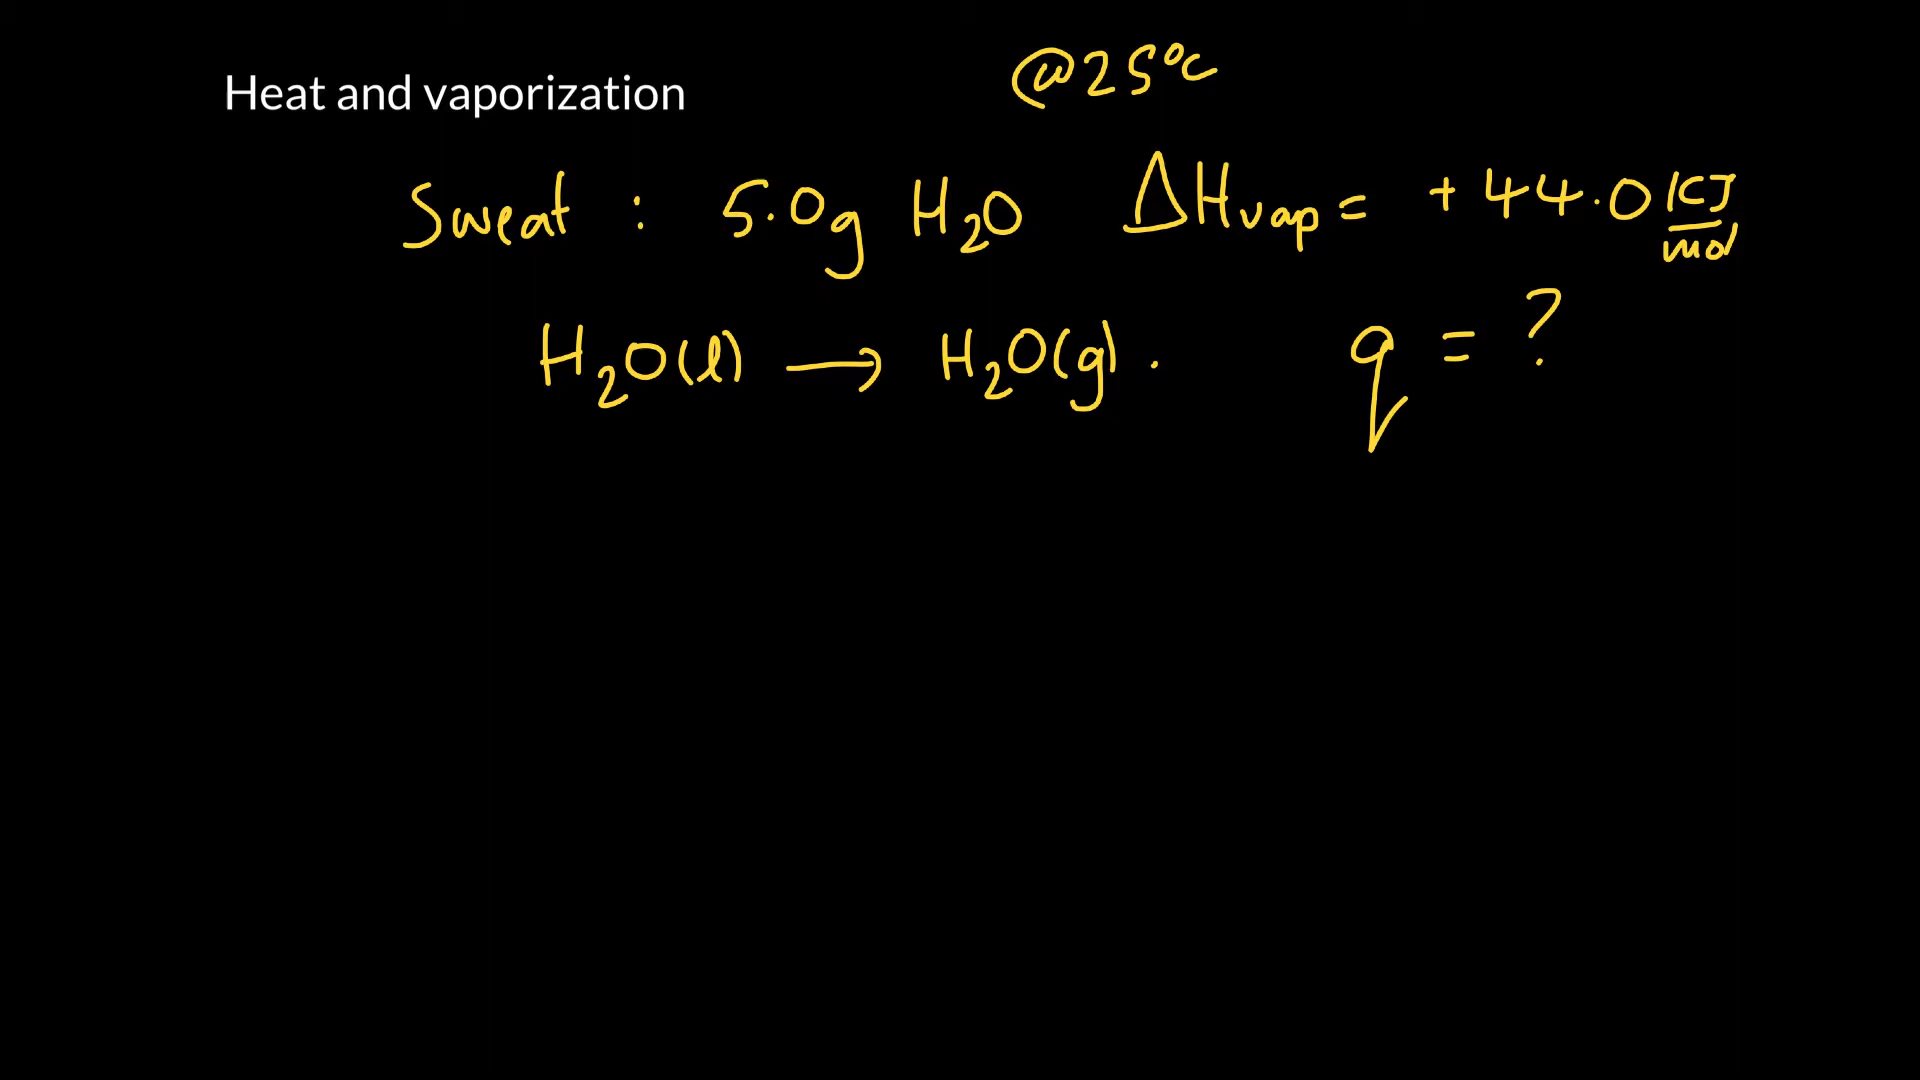 Heat and vaporization
@25°C
Sweat : 5.0g H₂O ΔHvap = +44.0 kJ/mol
H₂O(l) → H₂O(g). q = ?